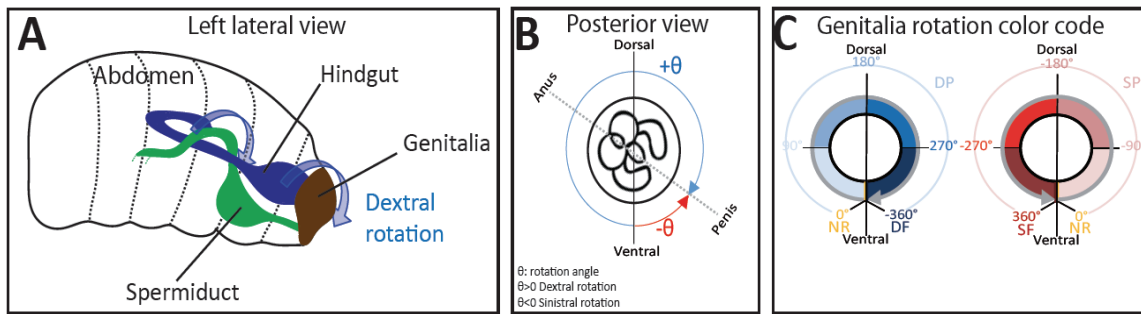 A
Left lateral view
Abdomen
Hindgut
Genitalia
Dextral
rotation
Spermiduct
B
Posterior view
Dorsal
+θ
Anus
Penis
-θ
Ventral
θ: rotation angle
θ>0 Dextral rotation
θ<0 Sinistral rotation
C
Genitalia rotation color code
Dorsal
180°
DP
90°
270°
0°
NR
-360°
DF
Ventral
Dorsal
-180°
SP
-270°
-90°
360°
SF
0°
NR
Ventral